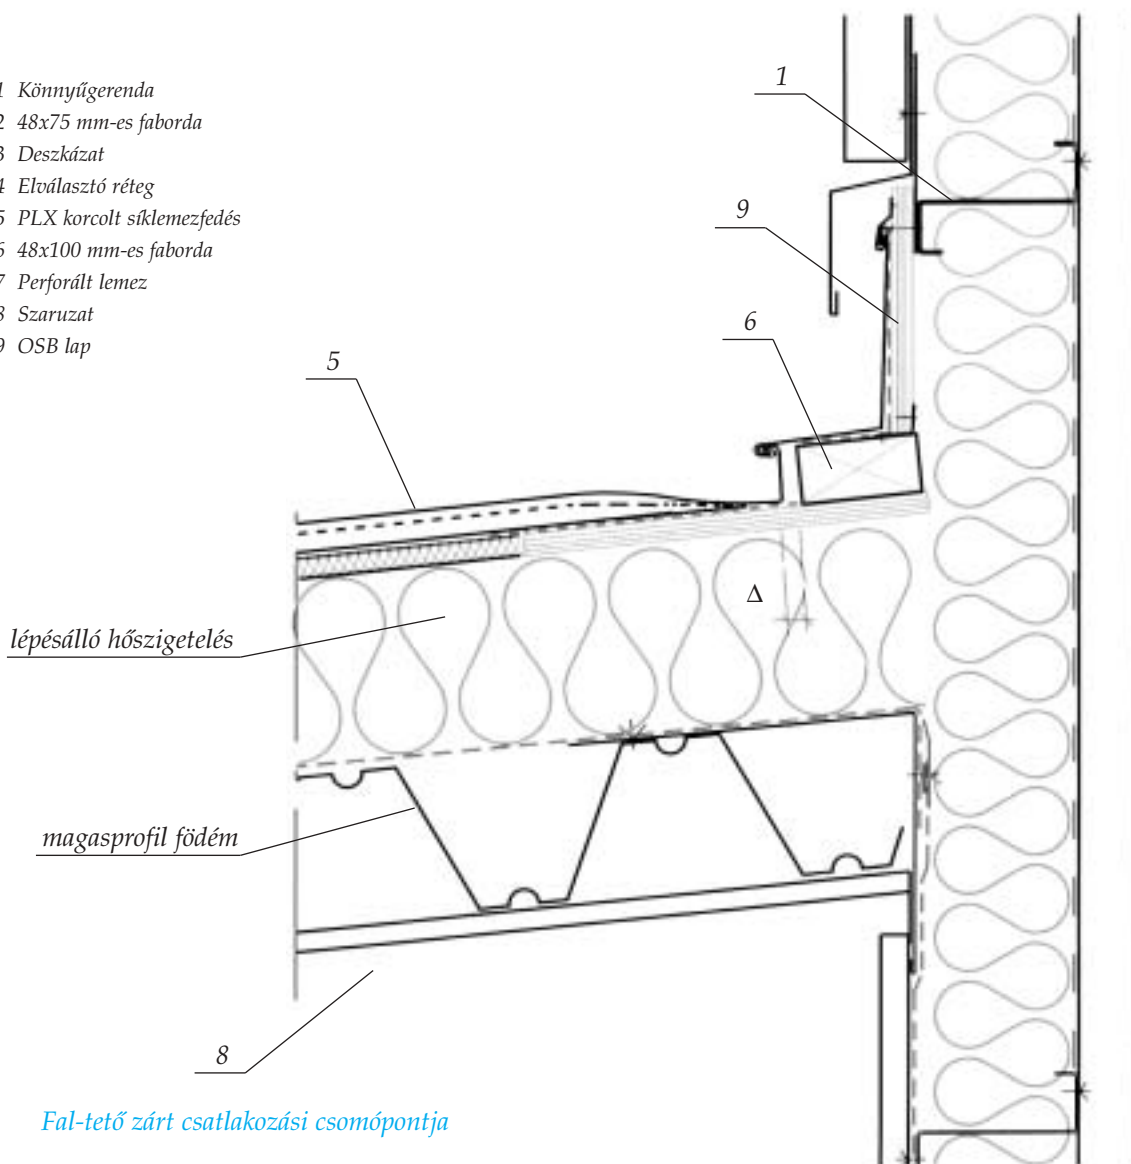 1 Könnyűgerenda
2 48x75 mm-es faborda
3 Deszkázat
4 Elválasztó réteg
5 PLX korcolt síklemezfedés
6 48x100 mm-es faborda
7 Perforált lemez
8 Szaruzat
9 OSB lap
1
9
6
5
Δ
lépésálló hőszigetelés
magasprofil födém
8
Fal-tető zárt csatlakozási csomópontja